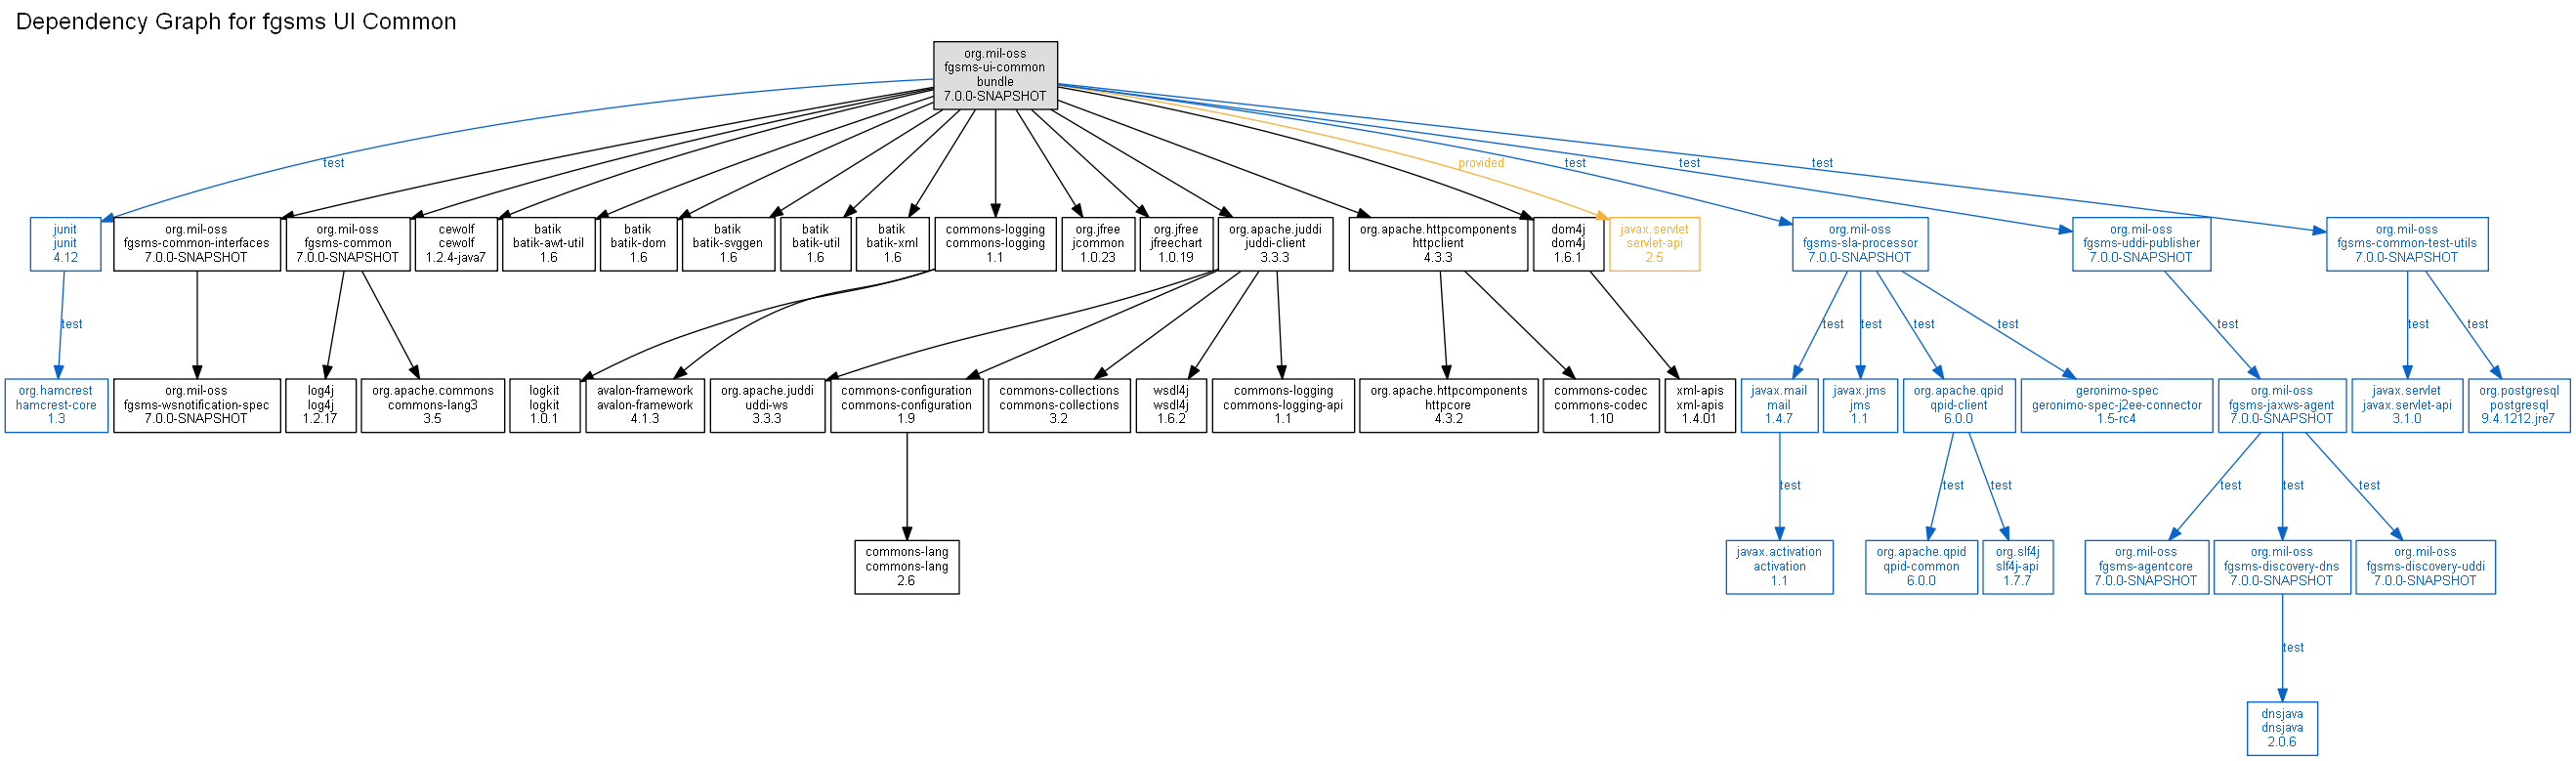 Dependency Graph for fgsms UI Common
org.mil-oss
fgsms-ui-common
bundle
7.0.0-SNAPSHOT
test
provided
test
test
test
junit
junit
4.12
org.mil-oss
fgsms-common-interfaces
7.0.0-SNAPSHOT
org.mil-oss
fgsms-common
7.0.0-SNAPSHOT
cewolf
cewolf
1.2.4-java7
batik
batik-awt-util
1.6
batik
batik-dom
1.6
batik
batik-svggen
1.6
batik
batik-util
1.6
batik
batik-xml
1.6
commons-logging
commons-logging
1.1
org.jfree
jcommon
1.0.23
org.jfree
jfreechart
1.0.19
org.apache.juddi
juddi-client
3.3.3
org.apache.httpcomponents
httpclient
4.3.3
dom4j
dom4j
1.6.1
javax.servlet
servlet-api
2.5
org.mil-oss
fgsms-sla-processor
7.0.0-SNAPSHOT
org.mil-oss
fgsms-uddi-publisher
7.0.0-SNAPSHOT
org.mil-oss
fgsms-common-test-utils
7.0.0-SNAPSHOT
test
test
test
test
test
test
test
test
org.hamcrest
hamcrest-core
1.3
org.mil-oss
fgsms-wsnotification-spec
7.0.0-SNAPSHOT
log4j
log4j
1.2.17
org.apache.commons
commons-lang3
3.5
logkit
logkit
1.0.1
avalon-framework
avalon-framework
4.1.3
org.apache.juddi
uddi-ws
3.3.3
commons-configuration
commons-configuration
1.9
commons-collections
commons-collections
3.2
wsdl4j
wsdl4j
1.6.2
commons-logging
commons-logging-api
1.1
org.apache.httpcomponents
httpcore
4.3.2
commons-codec
commons-codec
1.10
xml-apis
xml-apis
1.4.01
javax.mail
mail
1.4.7
javax.jms
jms
1.1
org.apache.qpid
qpid-client
6.0.0
geronimo-spec
geronimo-spec-j2ee-connector
1.5-rc4
org.mil-oss
fgsms-jaxws-agent
7.0.0-SNAPSHOT
javax.servlet
javax.servlet-api
3.1.0
org.postgresql
postgresql
9.4.1212.jre7
test
test
test
test
test
test
commons-lang
commons-lang
2.6
javax.activation
activation
1.1
org.apache.qpid
qpid-common
6.0.0
org.slf4j
slf4j-api
1.7.7
org.mil-oss
fgsms-agentcore
7.0.0-SNAPSHOT
org.mil-oss
fgsms-discovery-dns
7.0.0-SNAPSHOT
org.mil-oss
fgsms-discovery-uddi
7.0.0-SNAPSHOT
test
dnsjava
dnsjava
2.0.6